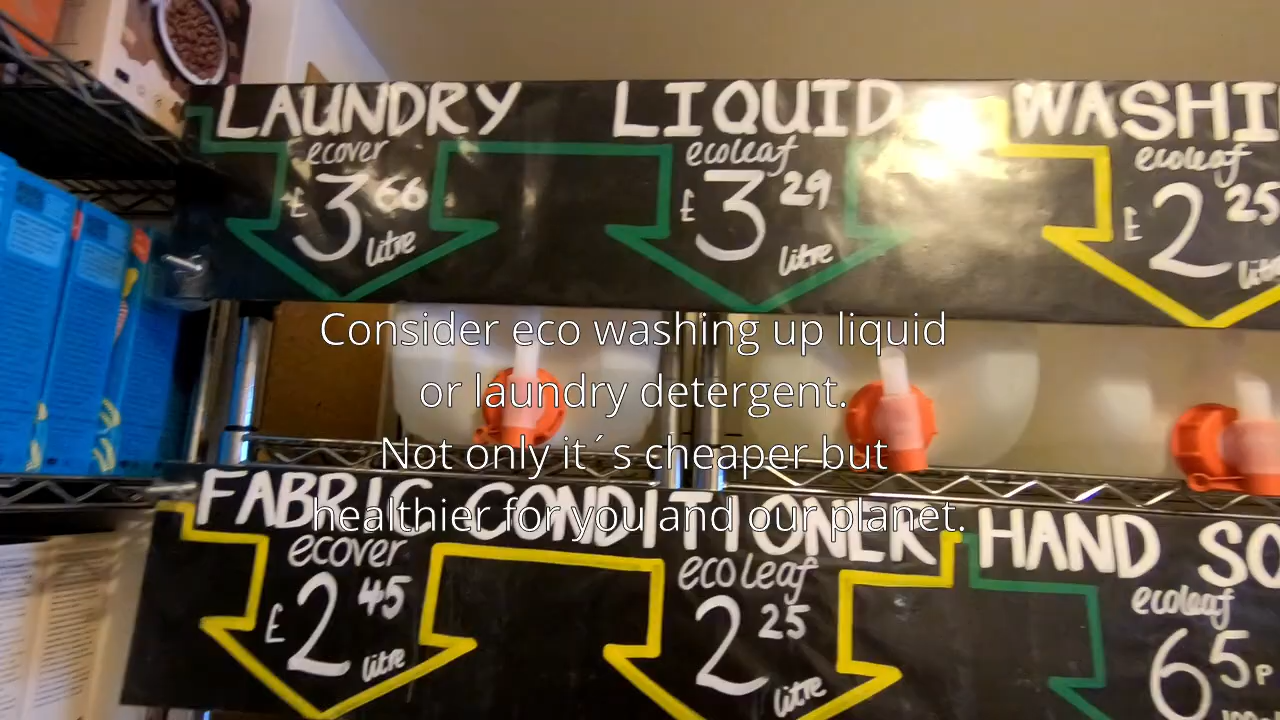 LAUNDRY LIQUID WASHI
ecover ecoleaf ecoleaf
£3 66 £3 29 £2 25
litre litre lit
Consider eco washing up liquid
or laundry detergent.
Not only it´s cheaper but
healthier for you and our planet.
FABRIC CONDITIONER HAND SO
ecover ecoleaf ecoleaf
£2 45 2 25 65p
litre litre